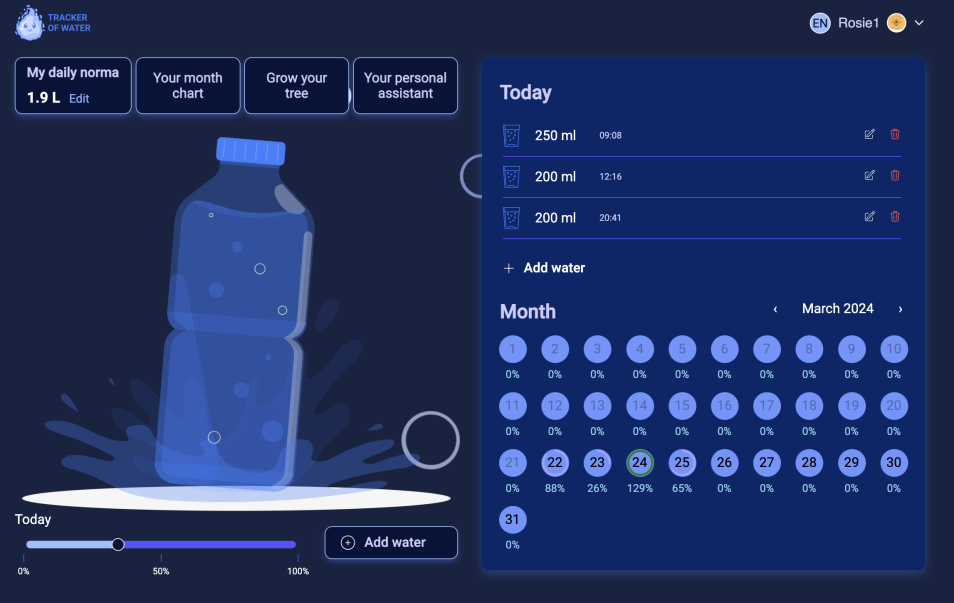 TRACKER
OF WATER
EN Rosie1
My daily norma
1.9 L Edit
Your month
chart
Grow your
tree
Your personal
assistant
Today
250 ml 09:08
200 ml 12:16
200 ml 20:41
+ Add water
Month
‹ March 2024 ›
1 2 3 4 5 6 7 8 9 10
0% 0% 0% 0% 0% 0% 0% 0% 0% 0%
11 12 13 14 15 16 17 18 19 20
0% 0% 0% 0% 0% 0% 0% 0% 0% 0%
21 22 23 24 25 26 27 28 29 30
0% 88% 26% 129% 65% 0% 0% 0% 0% 0%
31
0%
Today
0% 50% 100%
Add water